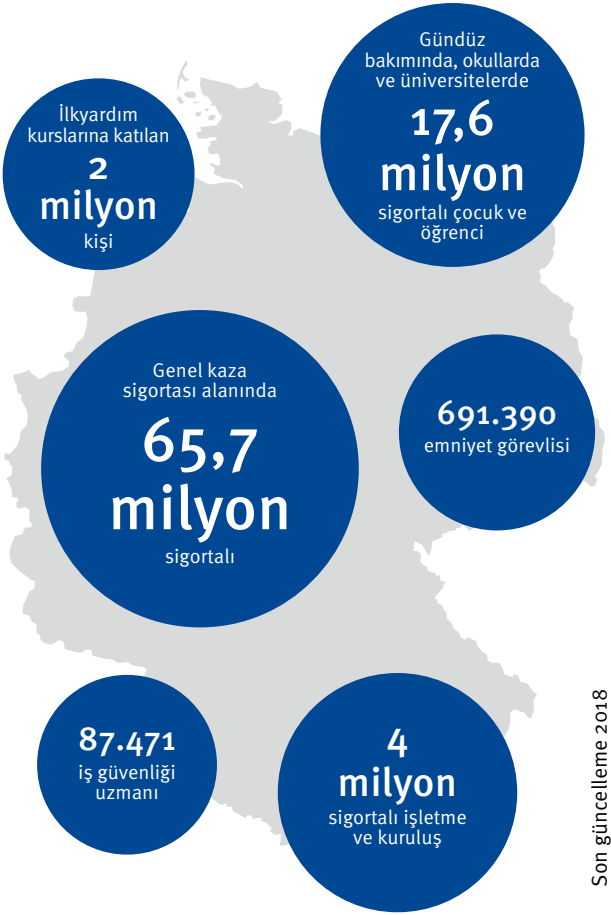 Gündüz
bakımında, okullarda
ve üniversitelerde
17,6
milyon
sigortalı çocuk ve
öğrenci
İlkyardım
kurslarına katılan
2
milyon
kişi
Genel kaza
sigortası alanında
65,7
milyon
sigortalı
691.390
emniyet görevlisi
87.471
iş güvenliği
uzmanı
4
milyon
sigortalı işletme
ve kuruluş
Son güncelleme 2018